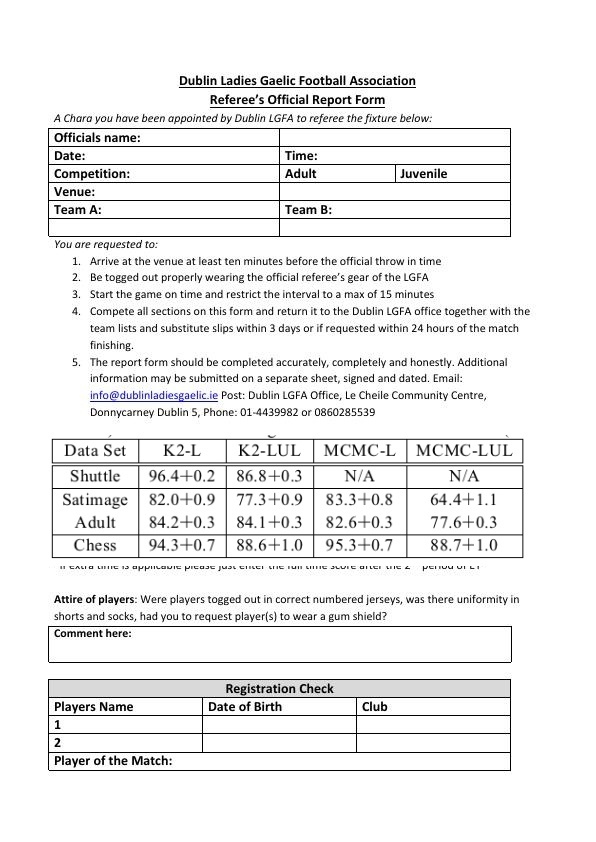 Dublin Ladies Gaelic Football Association
Referee's Official Report Form
A Chara you have been appointed by Dublin LGFA to referee the fixture below:
Officials name:
Date: Time:
Competition: Adult Juvenile
Venue:
Team A: Team B:
You are requested to:
1. Arrive at the venue at least ten minutes before the official throw in time
2. Be togged out properly wearing the official referee's gear of the LGFA
3. Start the game on time and restrict the interval to a max of 15 minutes
4. Compete all sections on this form and return it to the Dublin LGFA office together with the
team lists and substitute slips within 3 days or if requested within 24 hours of the match
finishing.
5. The report form should be completed accurately, completely and honestly. Additional
information may be submitted on a separate sheet, signed and dated. Email:
info@dublinladiesgaelic.ie Post: Dublin LGFA Office, Le Cheile Community Centre,
Donnycarney Dublin 5, Phone: 01-4439982 or 0860285539
Data Set K2-L K2-LUL MCMC-L MCMC-LUL
Shuttle 96.4+0.2 86.8+0.3 N/A N/A
Satimage 82.0+0.9 77.3+0.9 83.3+0.8 64.4+1.1
Adult 84.2+0.3 84.1+0.3 82.6+0.3 77.6+0.3
Chess 94.3+0.7 88.6+1.0 95.3+0.7 88.7+1.0
If extra time is applicable please just enter the full time score after the 2 period of ET
Attire of players: Were players togged out in correct numbered jerseys, was there uniformity in
shorts and socks, had you to request player(s) to wear a gum shield?
Comment here:
Registration Check
Players Name Date of Birth Club
1
2
Player of the Match: